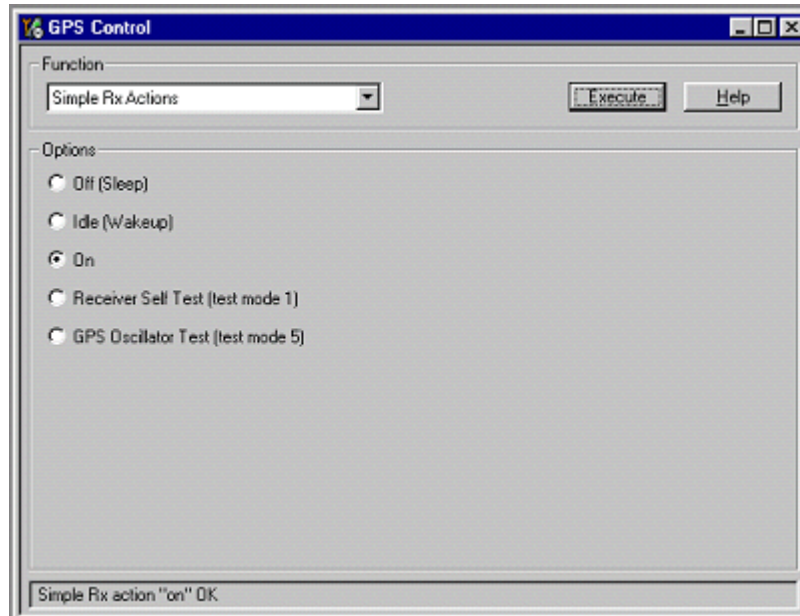 GPS Control
Function
Simple Rx Actions
Execute
Help
Options
Off (Sleep)
Idle (Wakeup)
On
Receiver Self Test (test mode 1)
GPS Oscillator Test (test mode 5)
Simple Rx action "on" OK